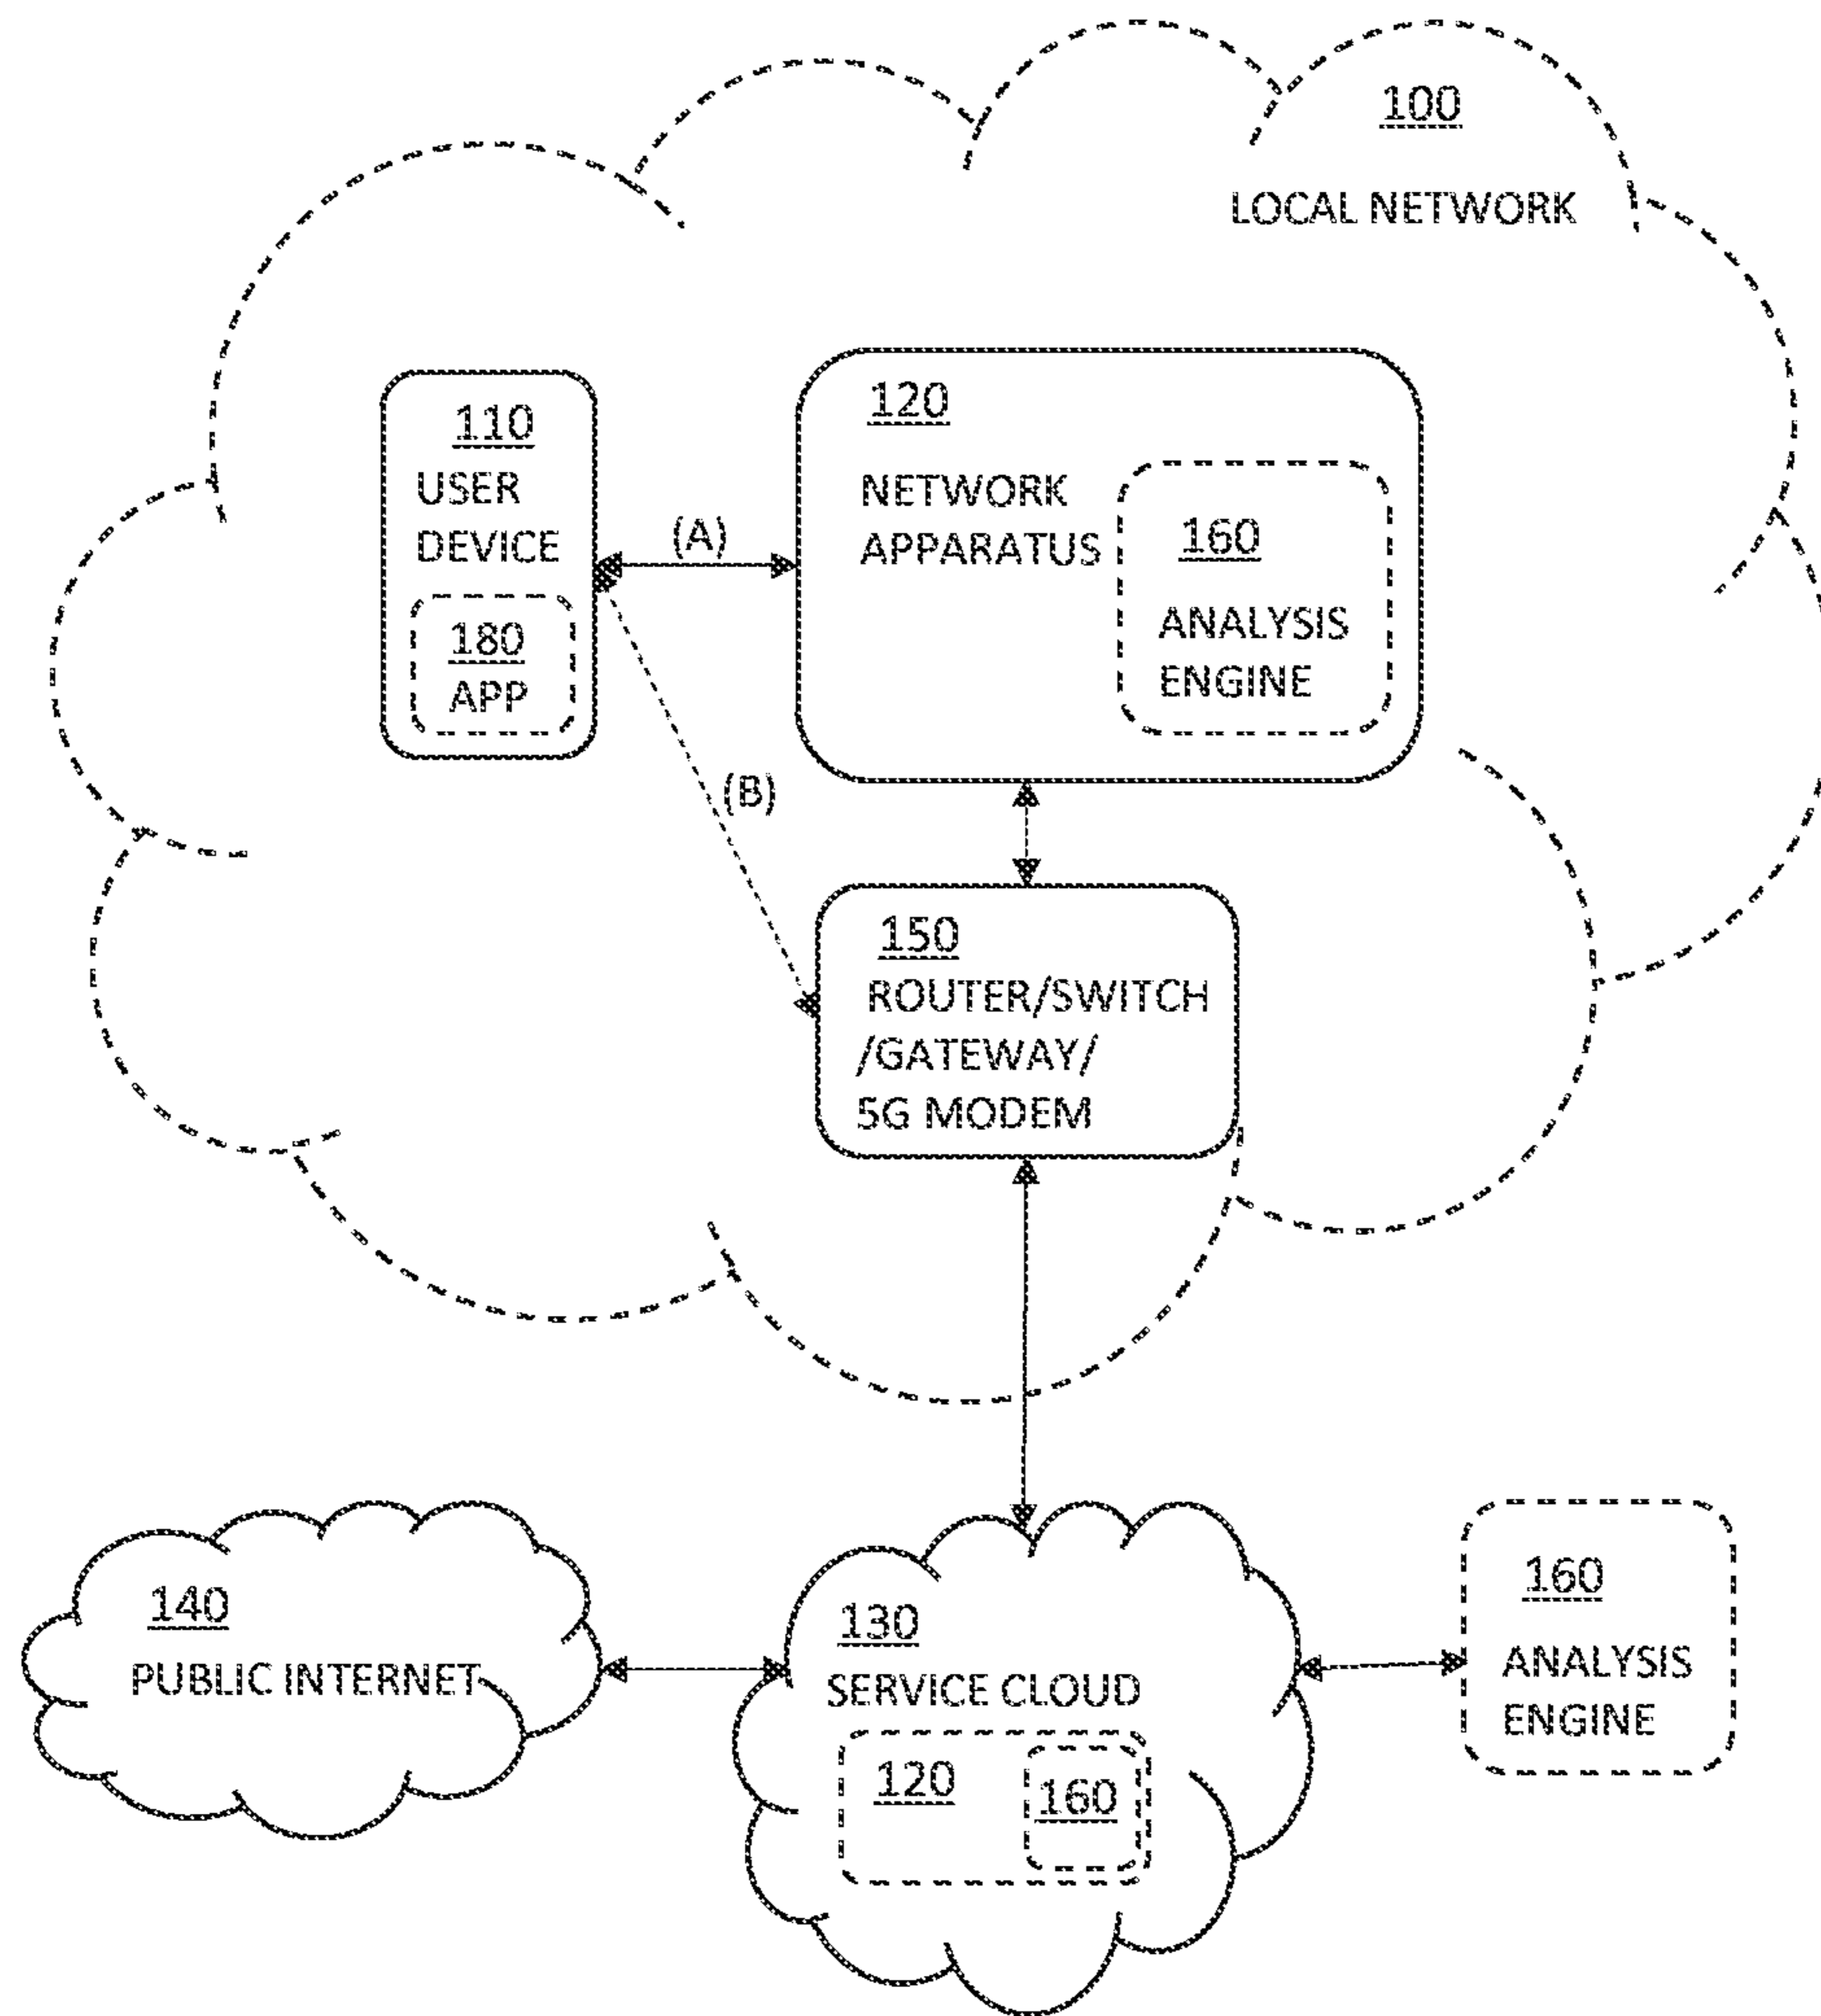 100
LOCAL NETWORK
110
USER
DEVICE
180
APP
(A)
120
NETWORK
APPARATUS
160
ANALYSIS
ENGINE
(B)
150
ROUTER/SWITCH
/GATEWAY/
5G MODEM
140
PUBLIC INTERNET
130
SERVICE CLOUD
120
160
160
ANALYSIS
ENGINE